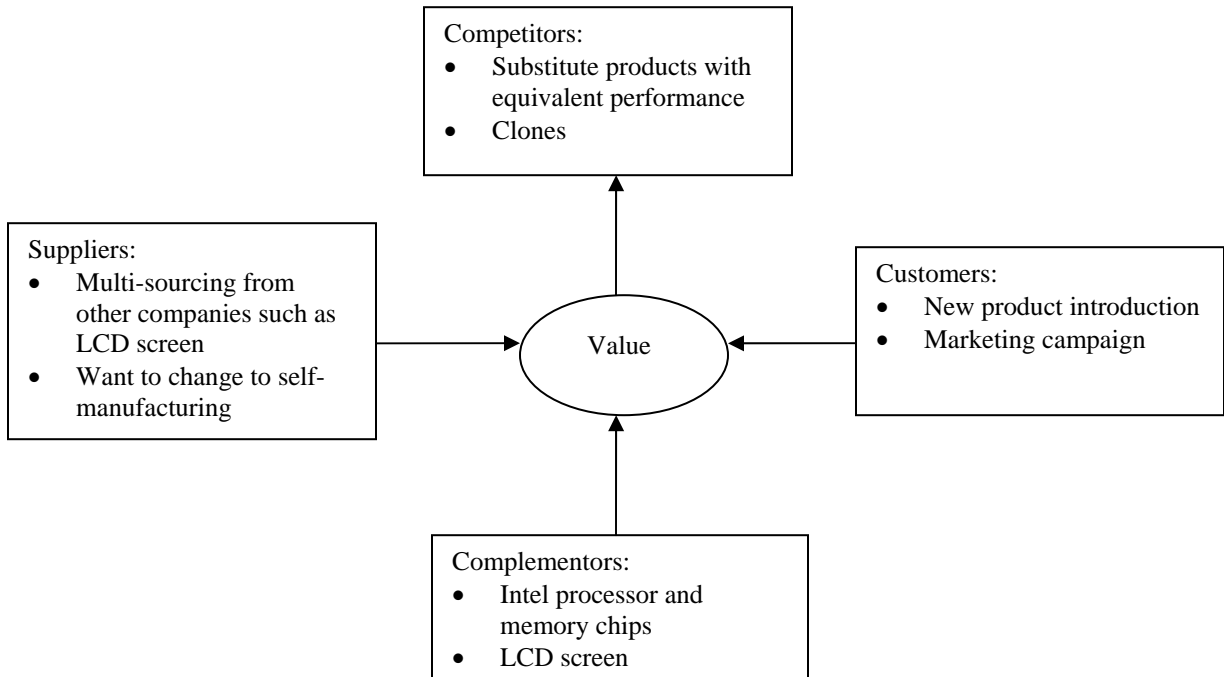 Competitors:
• Substitute products with
equivalent performance
• Clones
Suppliers:
• Multi-sourcing from
other companies such as
LCD screen
• Want to change to self-
manufacturing
Value
Customers:
• New product introduction
• Marketing campaign
Complementors:
• Intel processor and
memory chips
• LCD screen